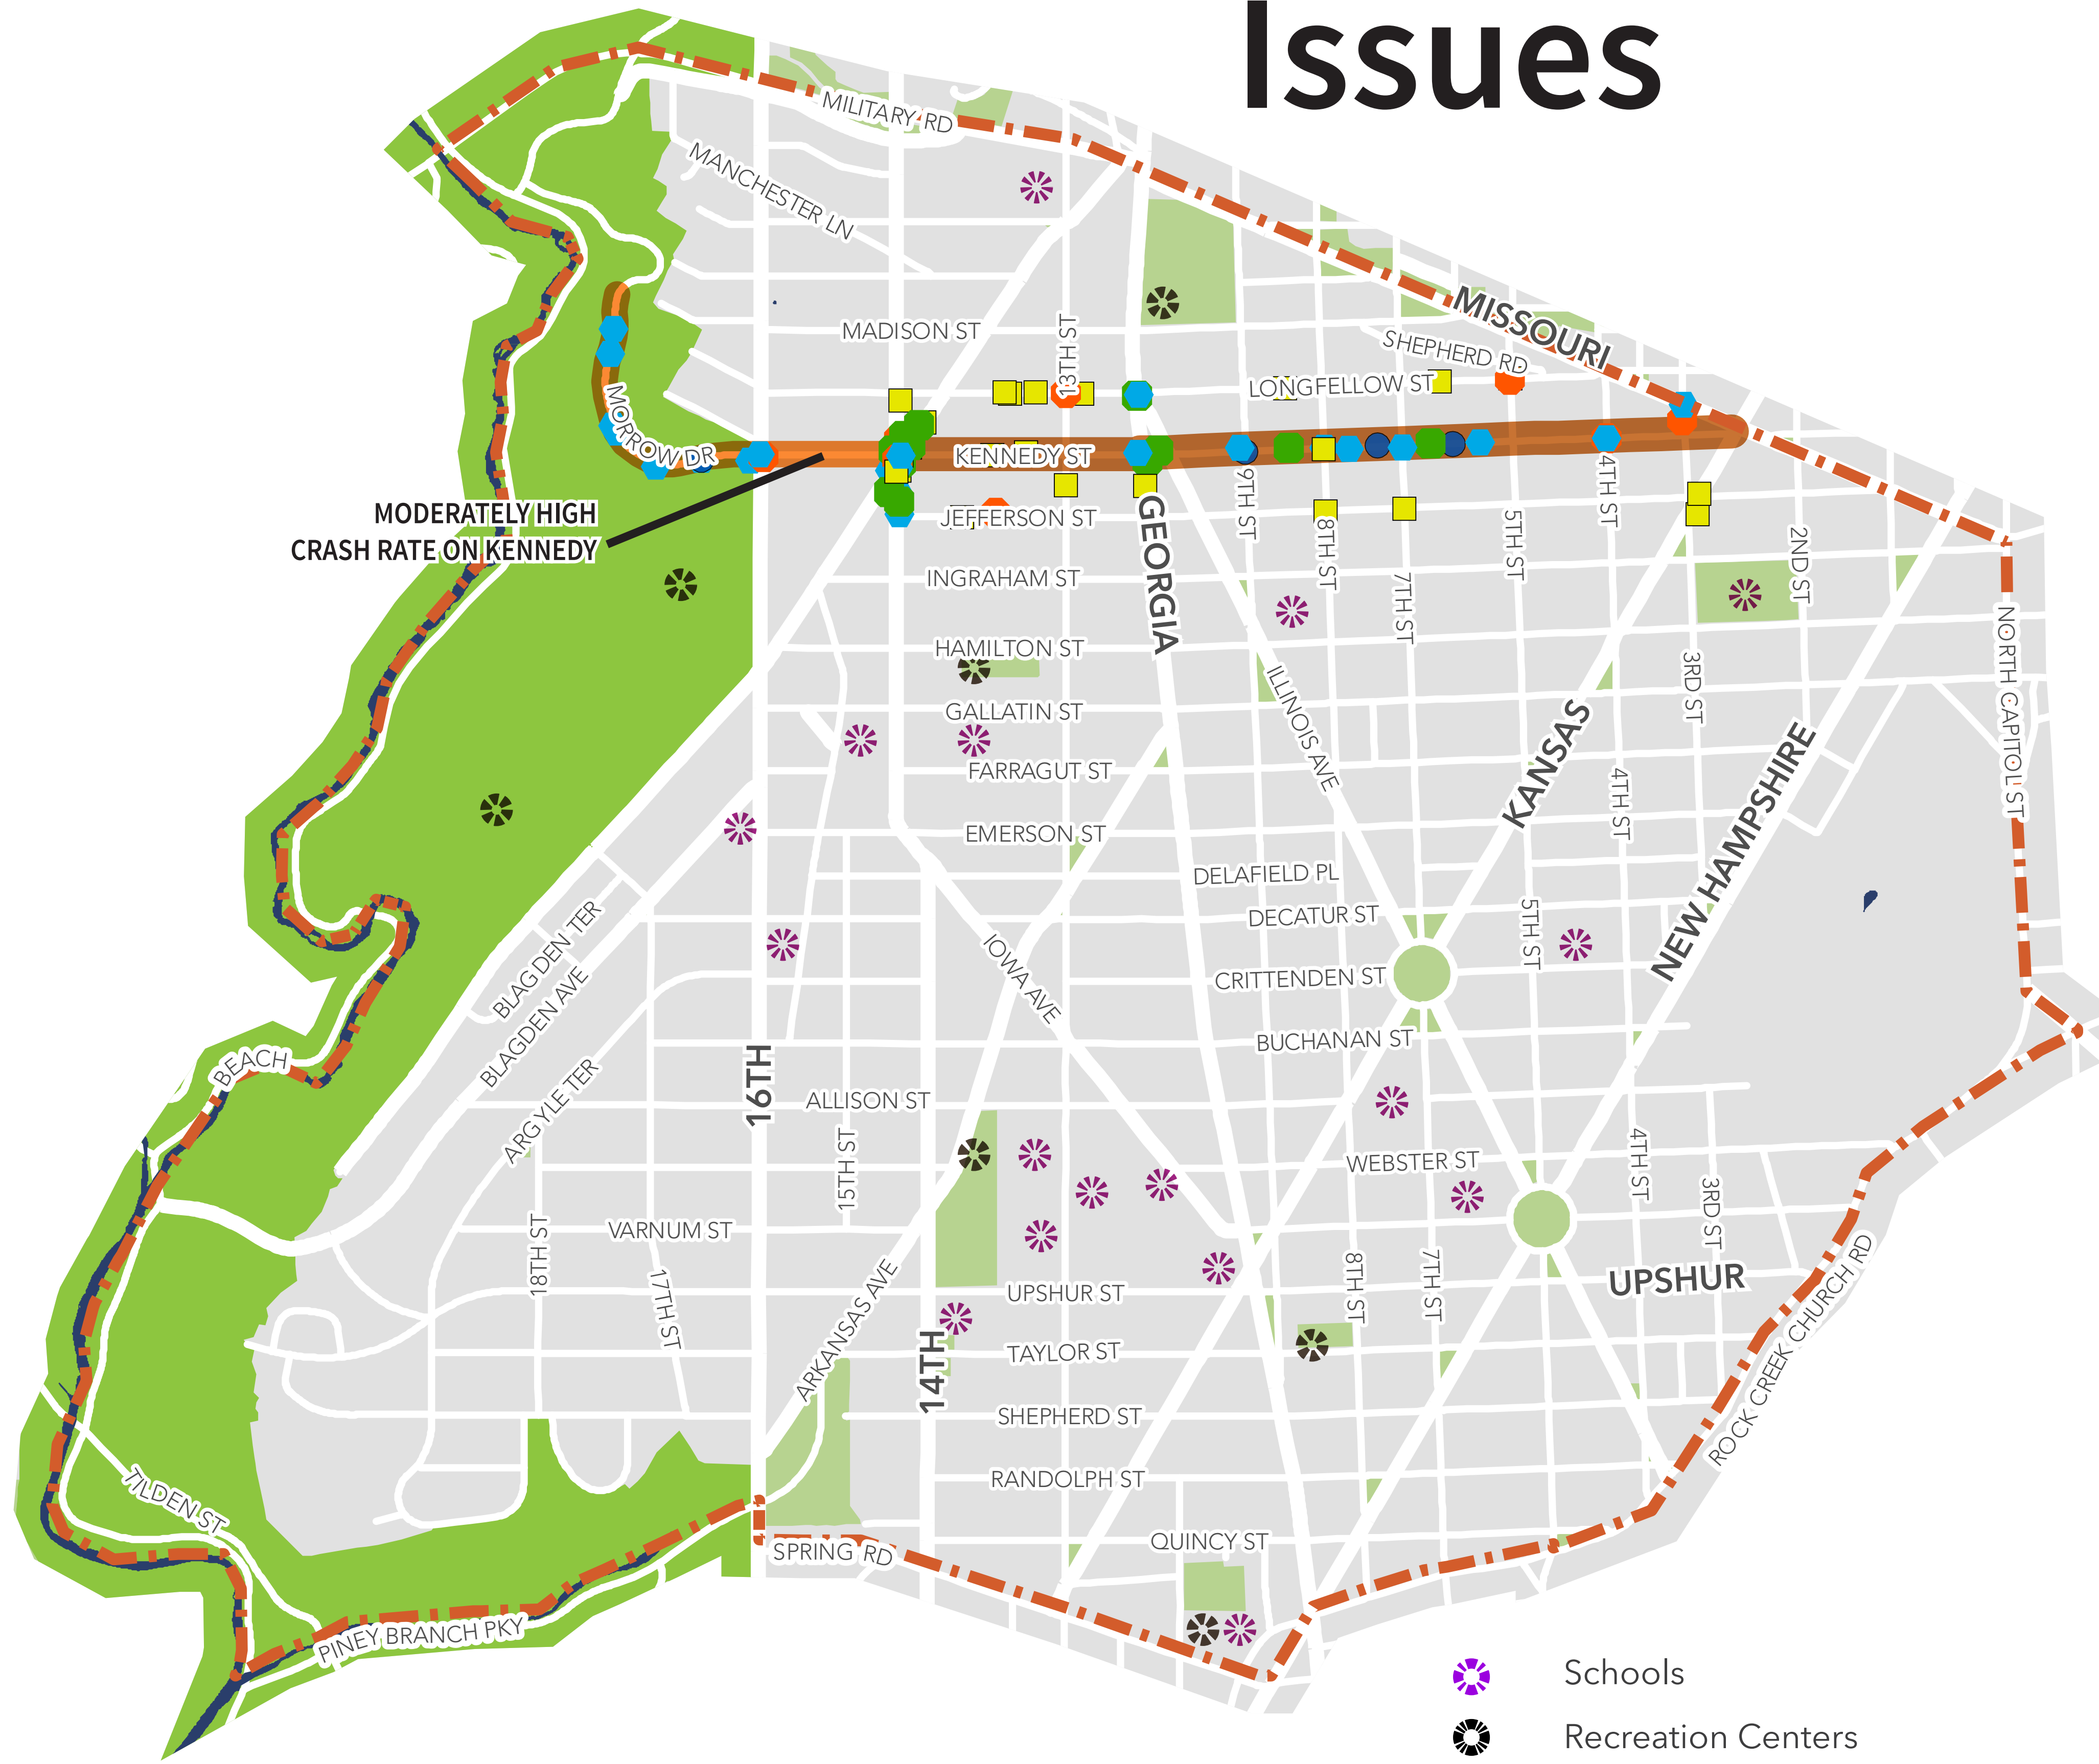 Issues
MILITARY RD
MANCHESTER LN
MISSOURI
MADISON ST
13TH ST
SHEPHERD RD
LONGFELLOW ST
MORROW DR
KENNEDY ST
MODERATELY HIGH
CRASH RATE ON KENNEDY
JEFFERSON ST
GEORGIA
9TH ST
8TH ST
7TH ST
5TH ST
4TH ST
2ND ST
INGRAHAM ST
HAMILTON ST
ILLINOIS AVE
3RD ST
NORTH CAPITOL ST
GALLATIN ST
KANSAS
FARRAGUT ST
4TH ST
NEW HAMPSHIRE
EMERSON ST
DELAFIELD PL
DECATUR ST
5TH ST
BLAGDEN TER
BLAGDEN AVE
IOWA AVE
CRITTENDEN ST
BUCHANAN ST
BEACH
ARGYLE TER
16TH
ALLISON ST
15TH ST
WEBSTER ST
4TH ST
3RD ST
18TH ST
VARNUM ST
17TH ST
ARKANSAS AVE
UPSHUR ST
8TH ST
7TH ST
UPSHUR
ROCK CREEK CHURCH RD
14TH
TAYLOR ST
SHEPHERD ST
RANDOLPH ST
TILDEN ST
QUINCY ST
SPRING RD
PINEY BRANCH PKY
Schools
Recreation Centers